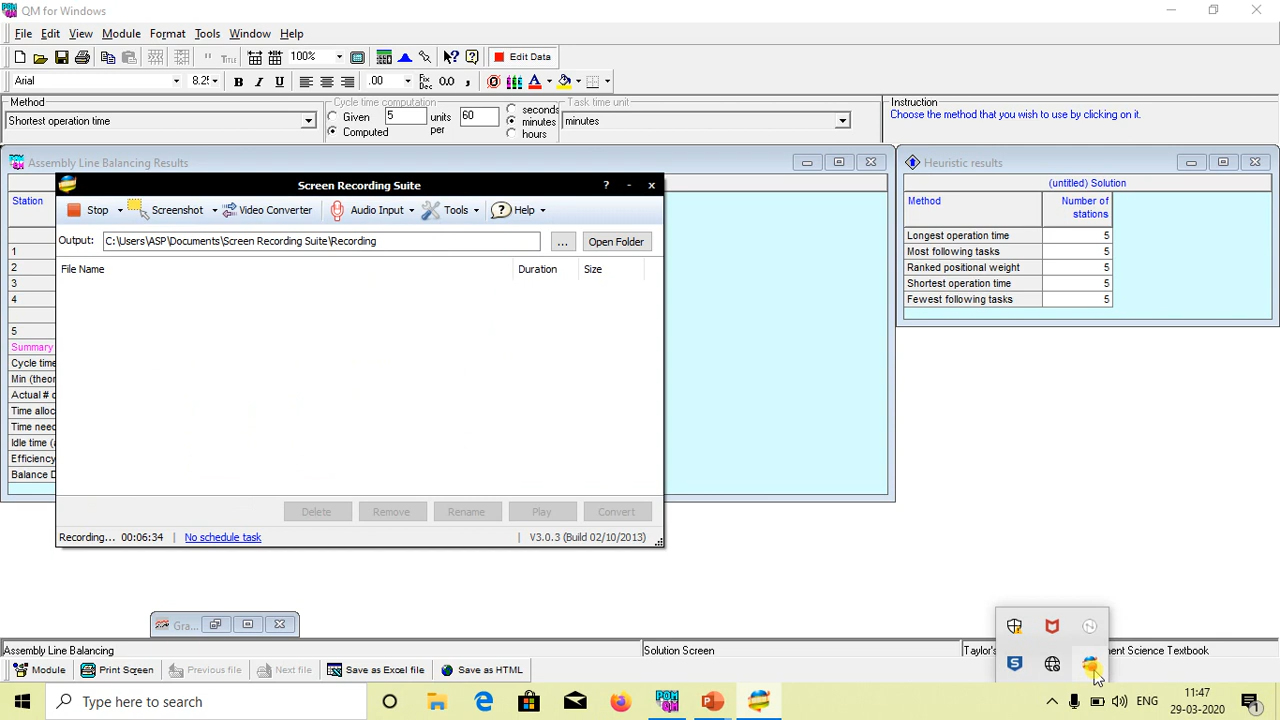 QM for Windows
File Edit View Module Format Tools Window Help
100% Edit Data
Arial 8.25 B I U .00 0.0 ,
Method
Shortest operation time
Cycle time computation
Given 5 units per 60
Computed
seconds
minutes
hours
Task time unit
minutes
Instruction
Choose the method that you wish to use by clicking on it.
Assembly Line Balancing Results
Station
1
2
3
4
5
Summary
Cycle time
Min (theor
Actual # o
Time alloc
Time need
Idle time (a
Efficiency
Balance D
Screen Recording Suite
Stop Screenshot Video Converter Audio Input Tools Help
Output: C:\Users\ASP\Documents\Screen Recording Suite\Recording ... Open Folder
File Name Duration Size
Delete Remove Rename Play Convert
Recording... 00:06:34 No schedule task V3.0.3 (Build 02/10/2013)
Heuristic results
(untitled) Solution
Method Number of stations
Longest operation time 5
Most following tasks 5
Ranked positional weight 5
Shortest operation time 5
Fewest following tasks 5
Gra...
Assembly Line Balancing Solution Screen Taylor's ment Science Textbook
Module Print Screen Previous file Next file Save as Excel file Save as HTML
Type here to search
ENG
11:47
29-03-2020
1